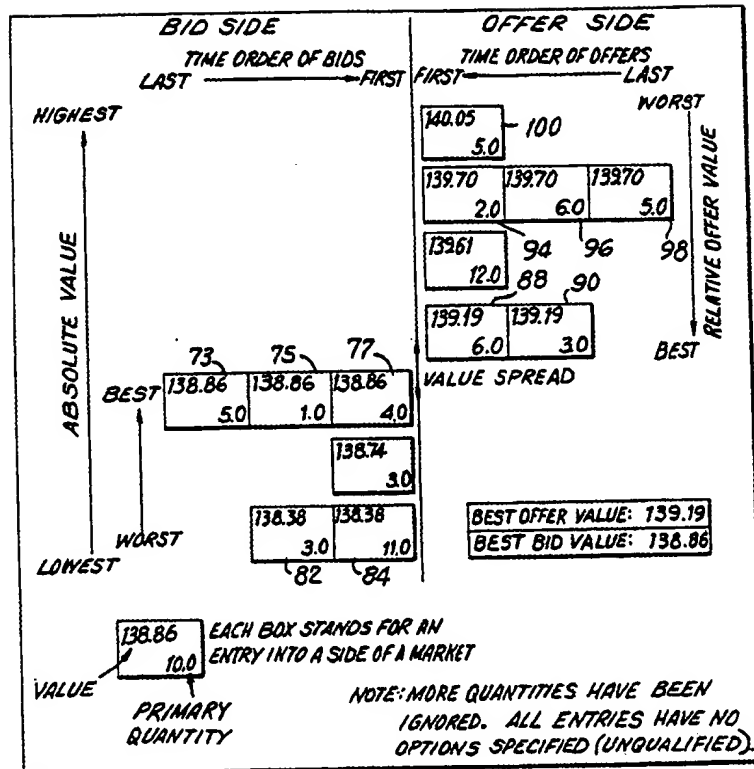 BID SIDE
OFFER SIDE
TIME ORDER OF BIDS
LAST
FIRST
TIME ORDER OF OFFERS
FIRST
LAST
HIGHEST
ABSOLUTE VALUE
LOWEST
WORST
RELATIVE OFFER VALUE
BEST
140.05
5.0
100
139.70
2.0
139.70
6.0
139.70
5.0
94
96
98
139.61
12.0
88
90
139.19
6.0
139.19
3.0
VALUE SPREAD
73
75
77
BEST
138.86
5.0
138.86
1.0
138.86
4.0
138.74
3.0
138.38
3.0
138.38
11.0
WORST
82
84
BEST OFFER VALUE: 139.19
BEST BID VALUE: 138.86
138.86
10.0
EACH BOX STANDS FOR AN
ENTRY INTO A SIDE OF A MARKET
VALUE
PRIMARY
QUANTITY
NOTE: MORE QUANTITIES HAVE BEEN
IGNORED. ALL ENTRIES HAVE NO
OPTIONS SPECIFIED (UNQUALIFIED).